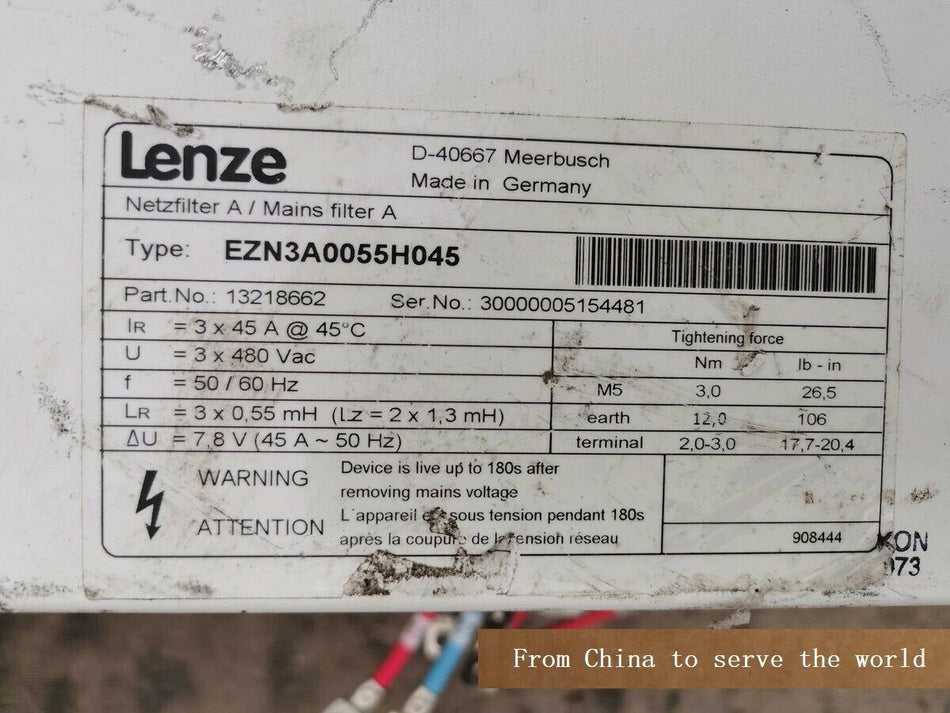 Lenze
D-40667 Meerbusch
Made in Germany
Netzfilter A / Mains filter A
Type: EZN3A0055H045
Part.No.: 13218662 Ser.No.: 30000005154481
IR = 3 x 45 A @ 45°C
U = 3 x 480 Vac
f = 50 / 60 Hz
LR = 3 x 0,55 mH (Lz = 2 x 1,3 mH)
ΔU = 7,8 V (45 A ~ 50 Hz)
Tightening force
Nm lb - in
M5 3,0 26,5
earth 12,0 106
terminal 2,0-3,0 17,7-20,4
WARNING
Device is live up to 180s after
removing mains voltage
ATTENTION
L´appareil sous tension pendant 180s
après la de réseau
908444
KON
073
From China to serve the world